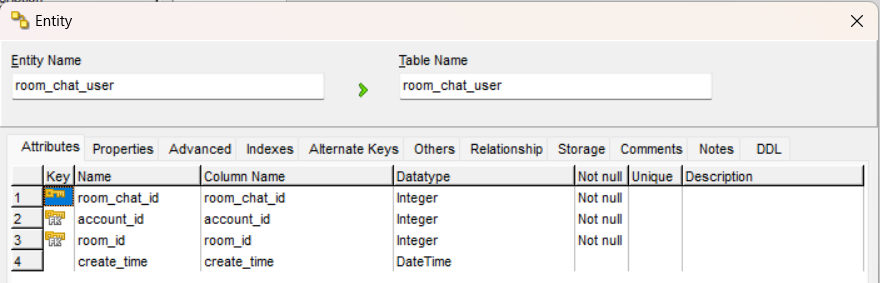 Entity
Entity Name
Table Name
room_chat_user
room_chat_user
Attributes Properties Advanced Indexes Alternate Keys Others Relationship Storage Comments Notes DDL
Key Name Column Name Datatype Not null Unique Description
1 room_chat_id room_chat_id Integer Not null
2 FK account_id account_id Integer Not null
3 FK room_id room_id Integer Not null
4 create_time create_time DateTime